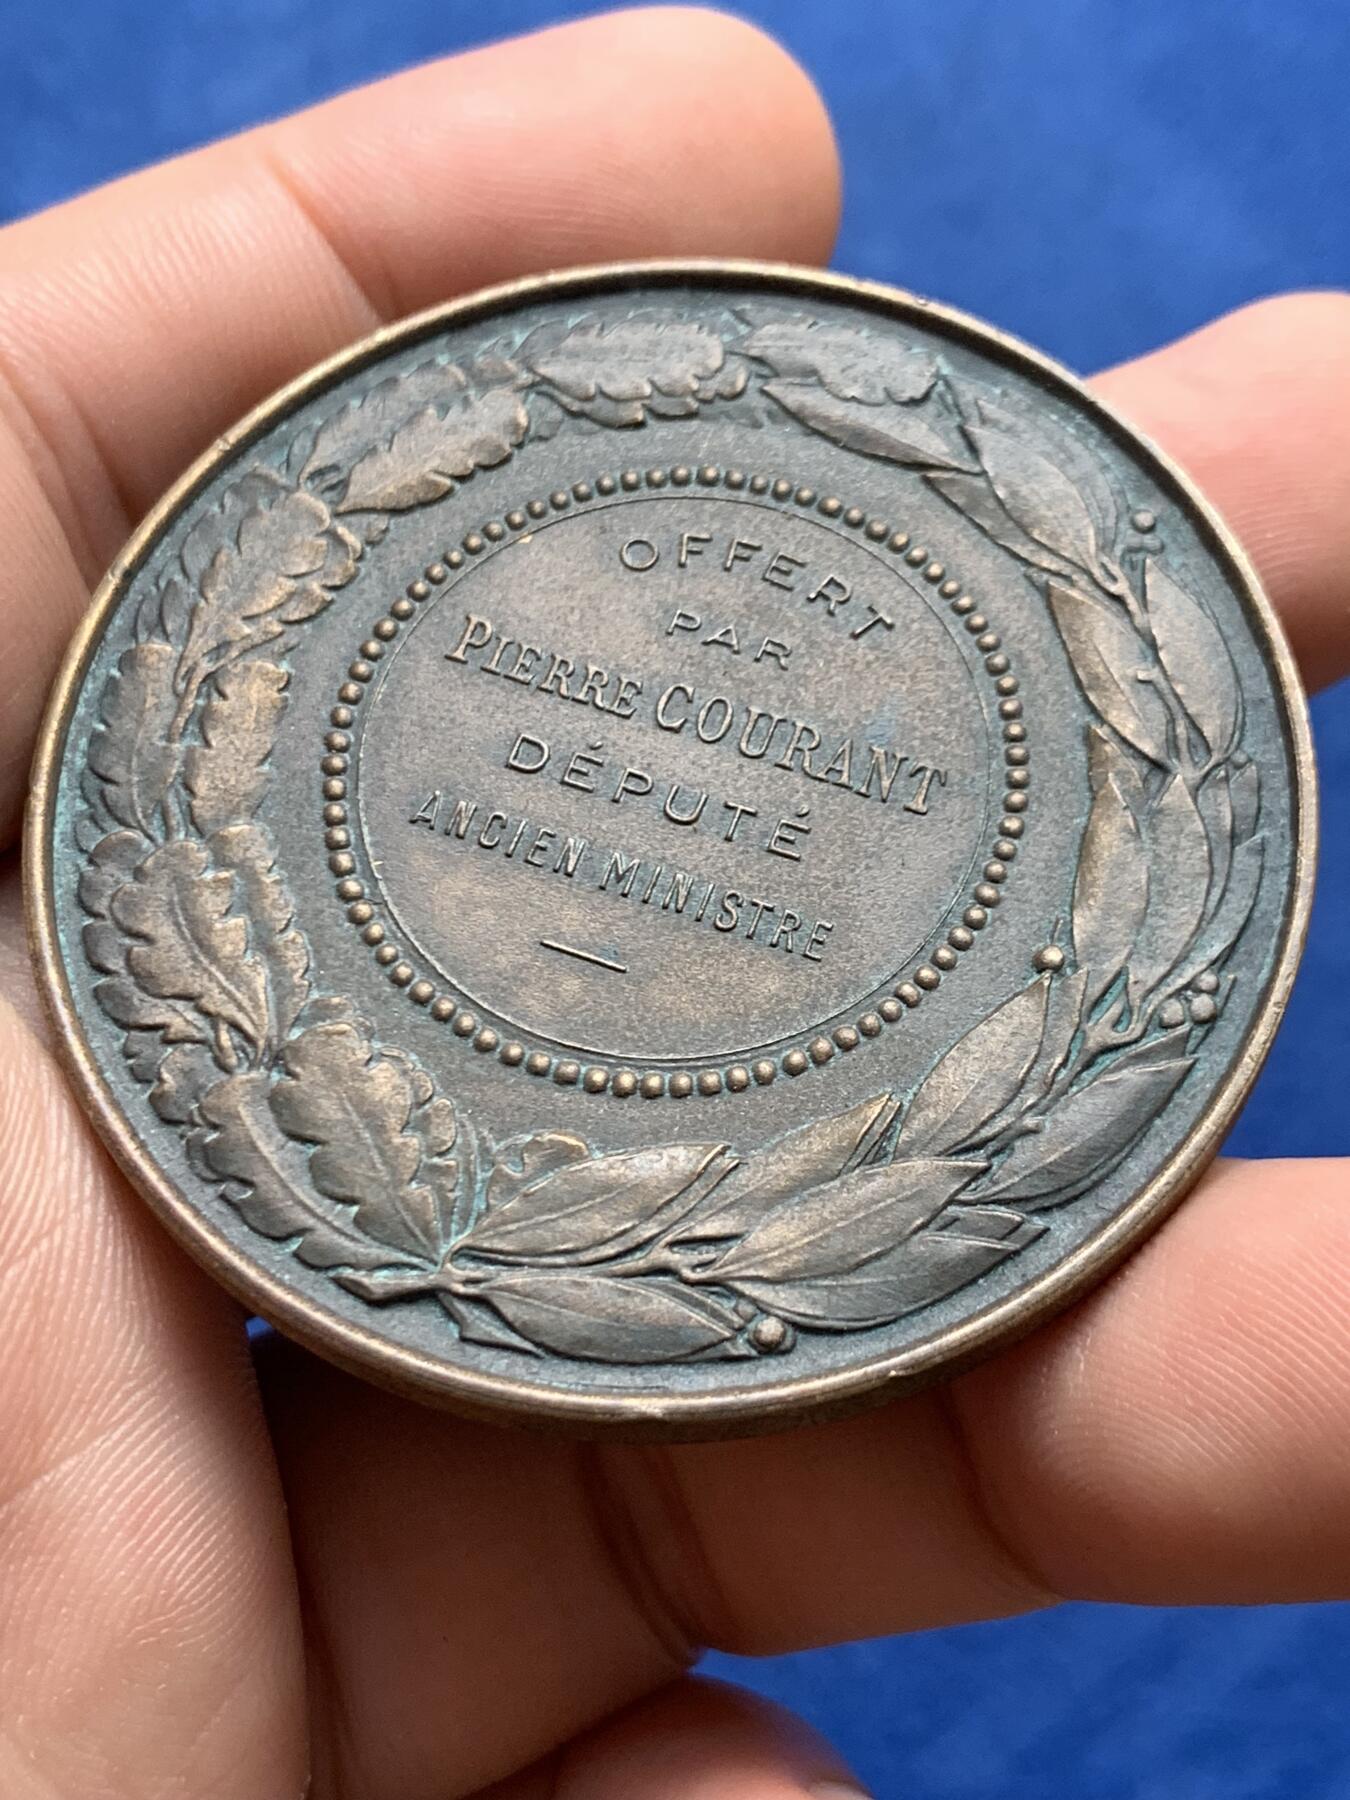 OFFERT
PAR
PIERRE COURANT
DÉPUTÉ
ANCIEN MINISTRE